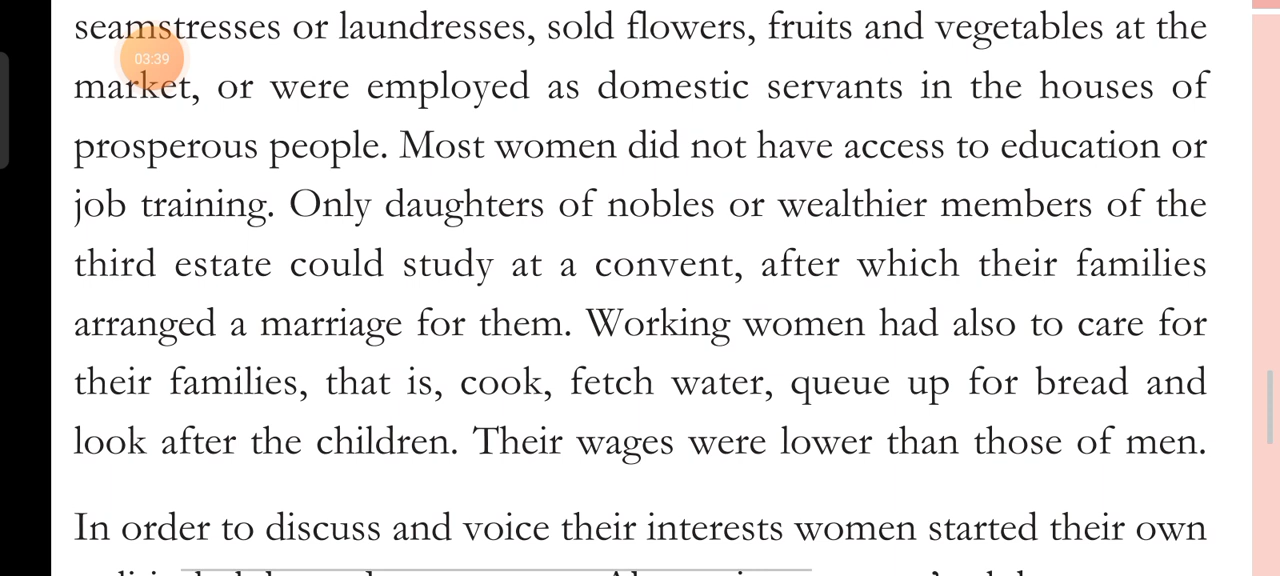 seamstresses or laundresses, sold flowers, fruits and vegetables at the
03:39
market, or were employed as domestic servants in the houses of
prosperous people. Most women did not have access to education or
job training. Only daughters of nobles or wealthier members of the
third estate could study at a convent, after which their families
arranged a marriage for them. Working women had also to care for
their families, that is, cook, fetch water, queue up for bread and
look after the children. Their wages were lower than those of men.
In order to discuss and voice their interests women started their own